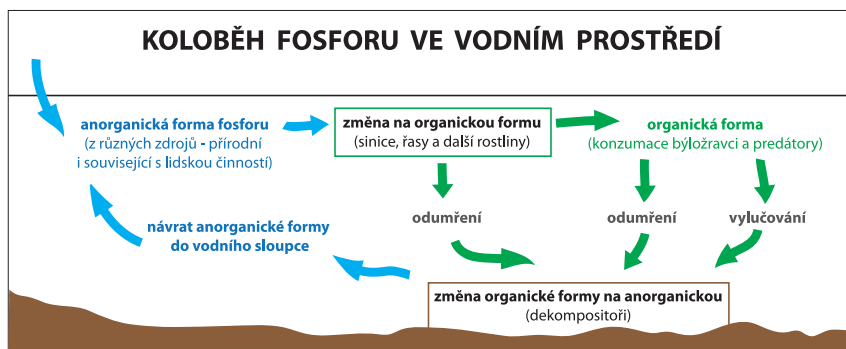 KOLOBĚH FOSFORU VE VODNÍM PROSTŘEDÍ
anorganická forma fosforu
(z různých zdrojů - přírodní
i související s lidskou činností)
změna na organickou formu
(sinice, řasy a další rostliny)
organická forma
(konzumace býložravci a predátory)
návrat anorganické formy
do vodního sloupce
odumření
odumření
vylučování
změna organické formy na anorganickou
(dekompozitoři)